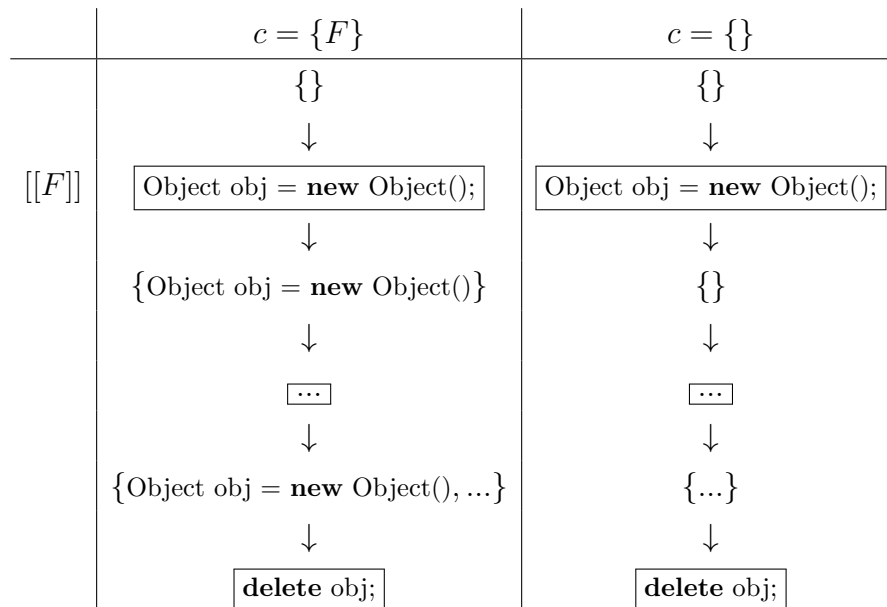 c = {F} c = {}
{} {}
↓ ↓
[[F]] Object obj = new Object(); Object obj = new Object();
↓ ↓
{Object obj = new Object()} {}
↓ ↓
... ...
↓ ↓
{Object obj = new Object(), ...} {...}
↓ ↓
delete obj; delete obj;